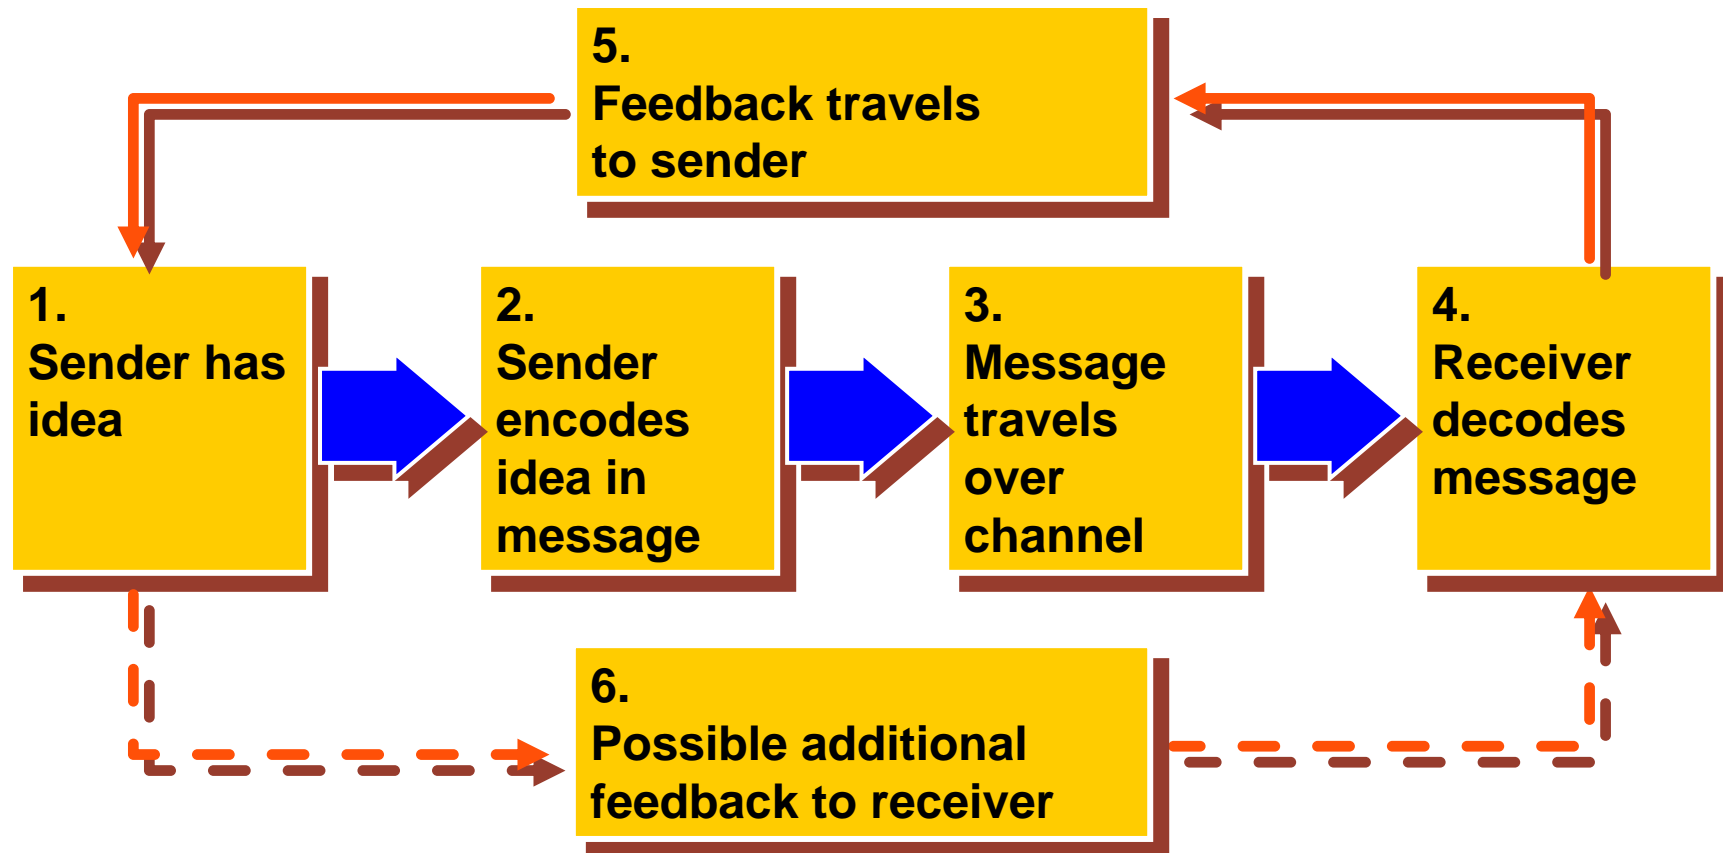 5.
Feedback travels
to sender
1.
Sender has
idea
2.
Sender
encodes
idea in
message
3.
Message
travels
over
channel
4.
Receiver
decodes
message
6.
Possible additional
feedback to receiver